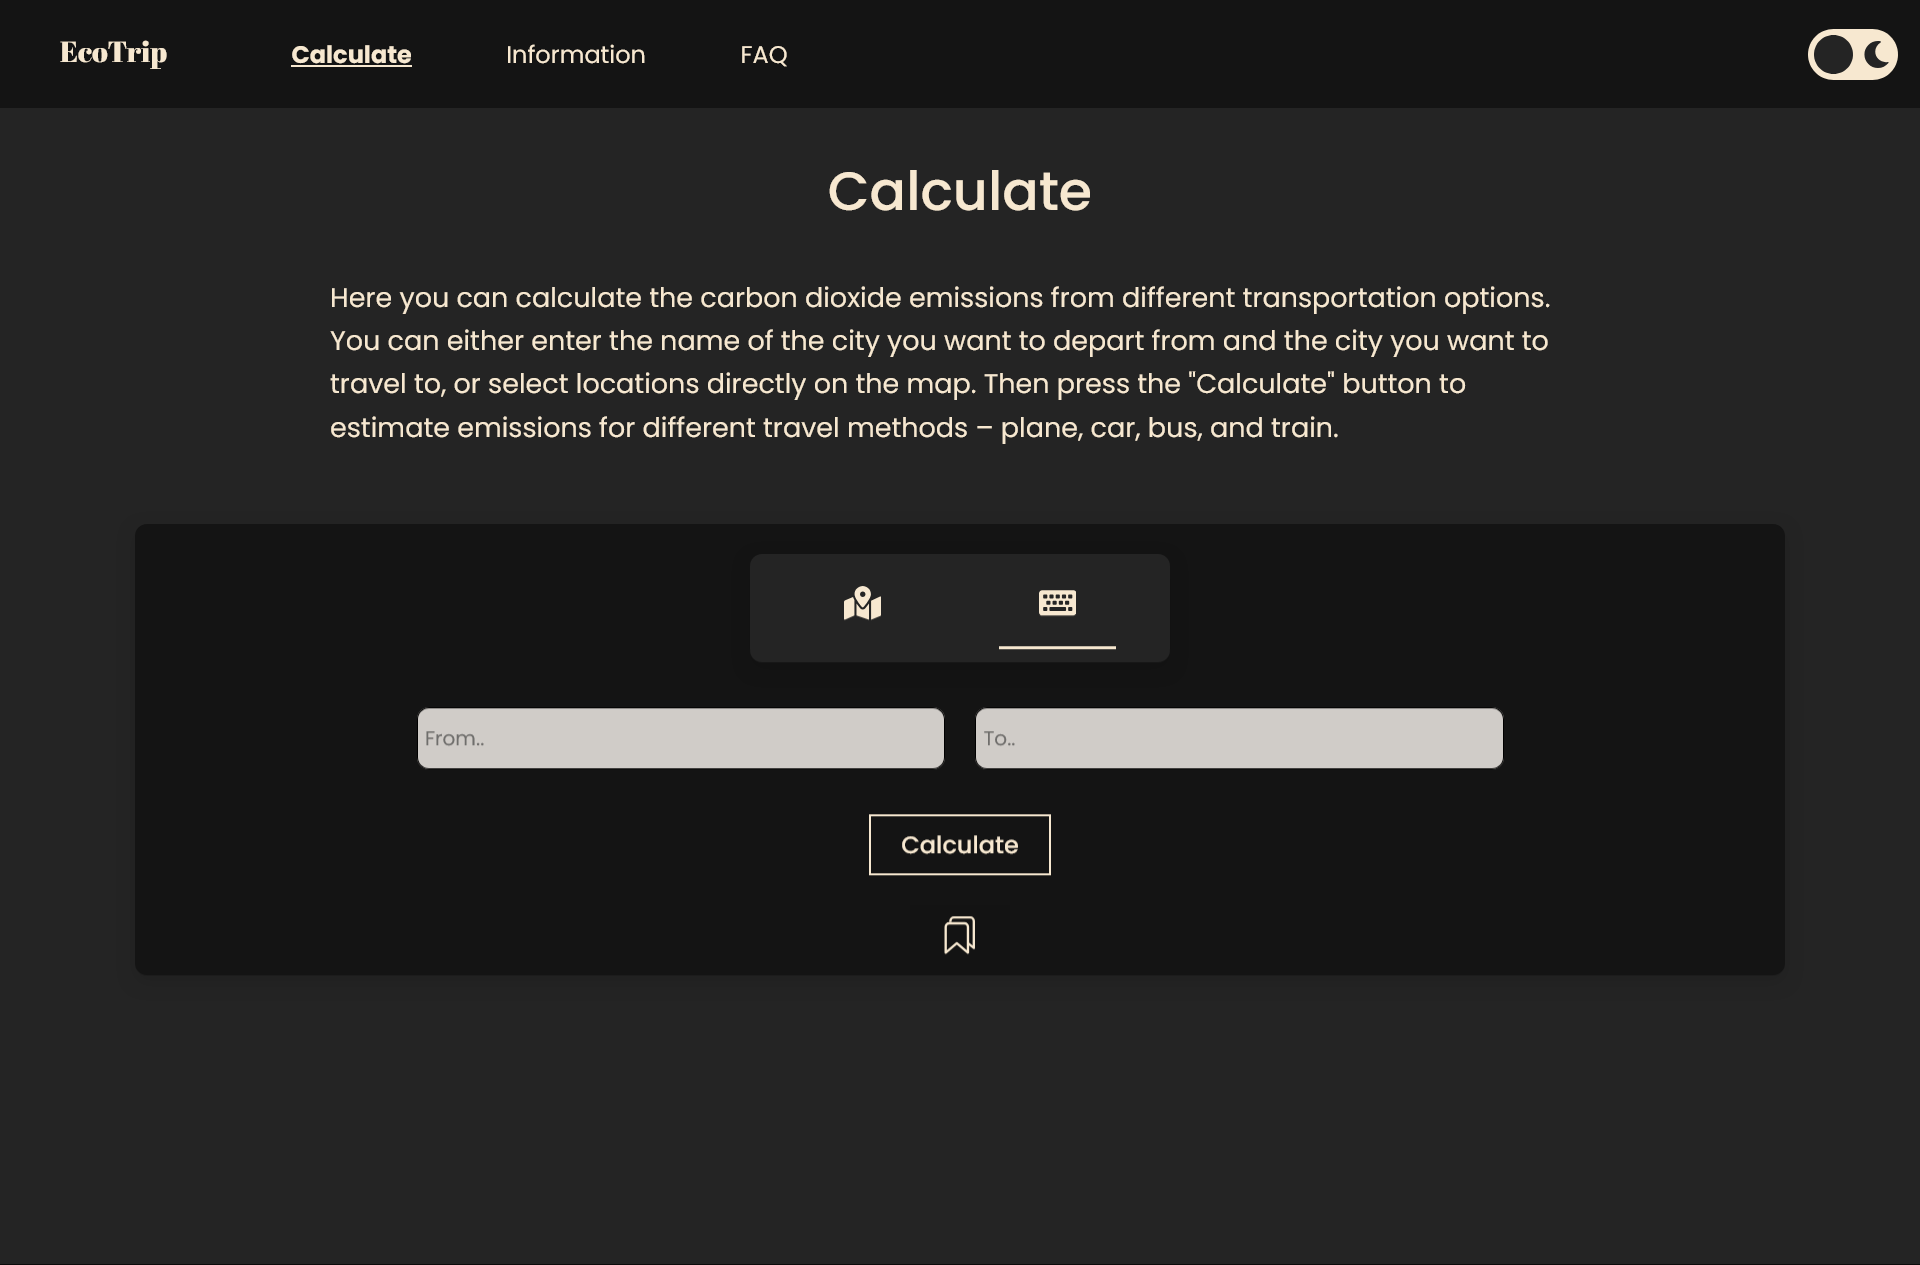 EcoTrip
Calculate
Information
FAQ
Calculate
Here you can calculate the carbon dioxide emissions from different transportation options.
You can either enter the name of the city you want to depart from and the city you want to
travel to, or select locations directly on the map. Then press the "Calculate" button to
estimate emissions for different travel methods – plane, car, bus, and train.
From..
To..
Calculate